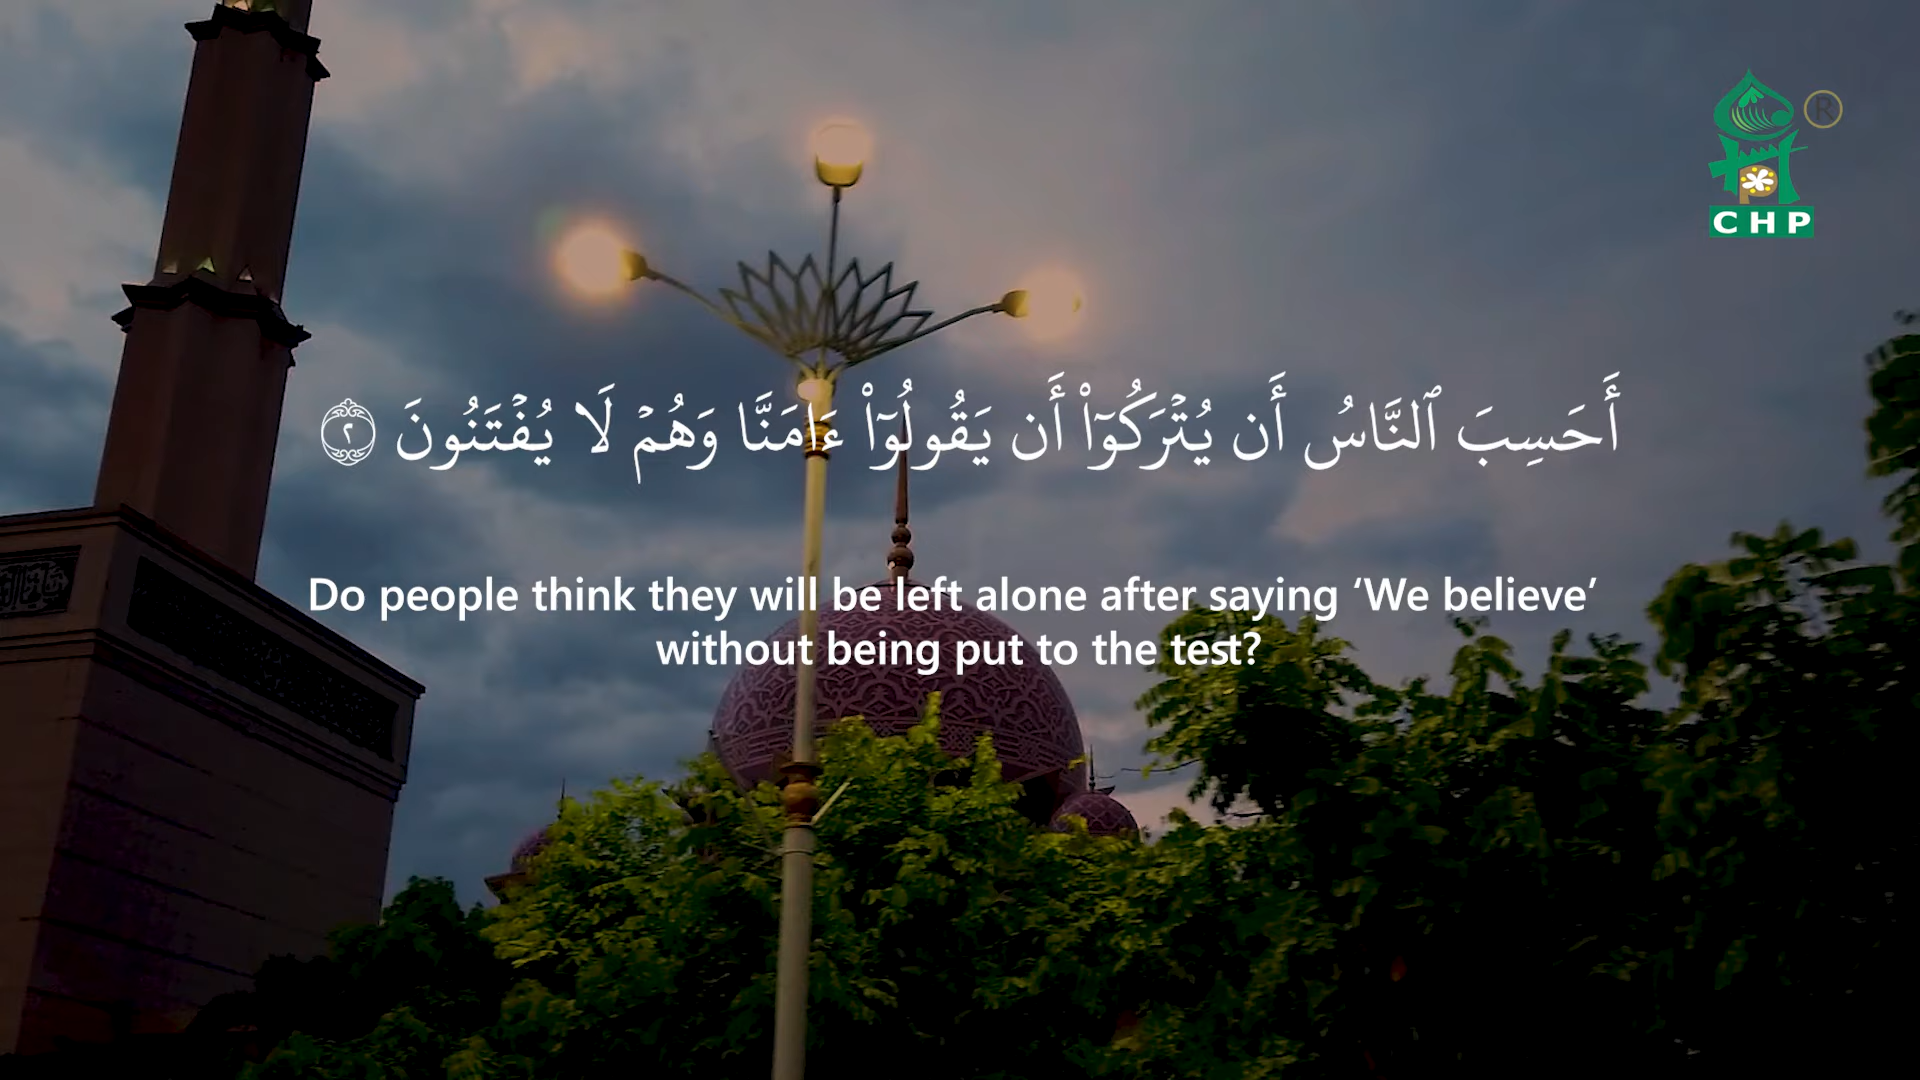 أَحَسِبَ ٱلنَّاسُ أَن يُتْرَكُوٓا۟ أَن يَقُولُوٓا۟ ءَامَنَّا وَهُمْ لَا يُفْتَنُونَ ٢
Do people think they will be left alone after saying ‘We believe’
without being put to the test?
®
CHP